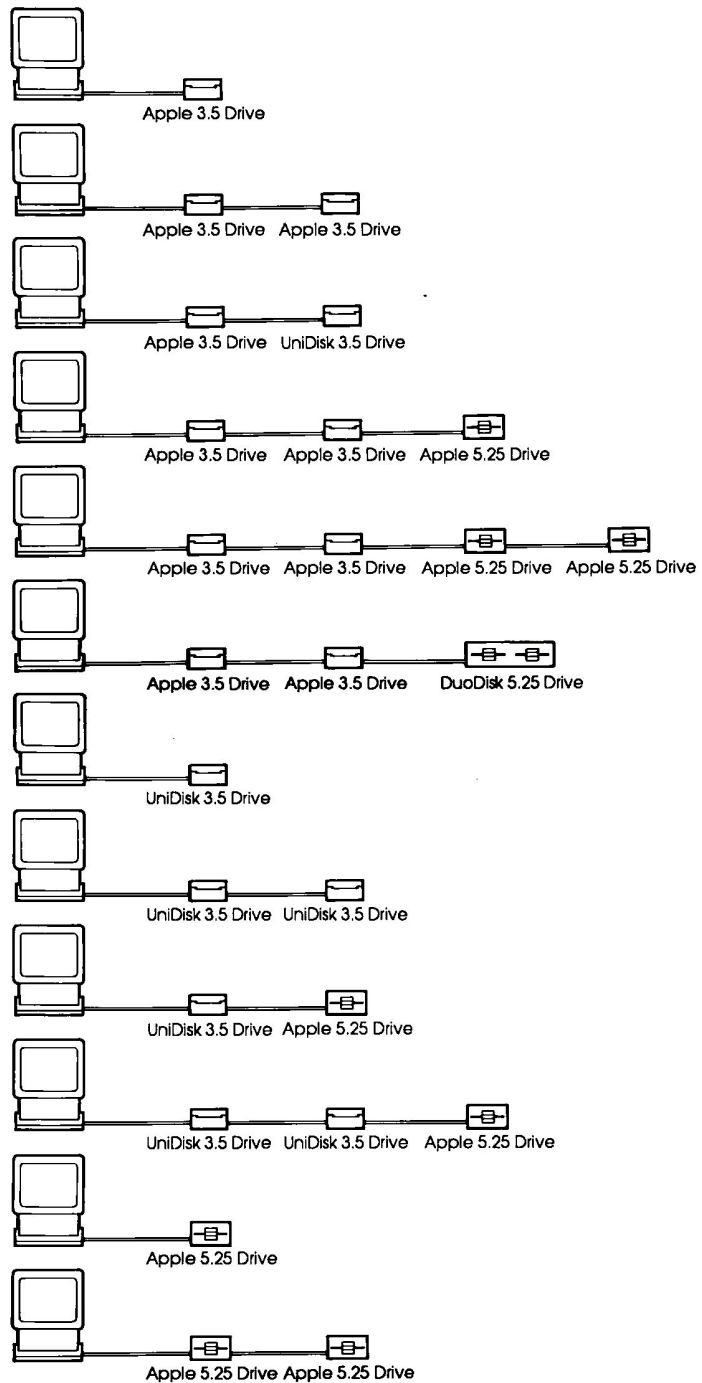 Apple 3.5 Drive
Apple 3.5 Drive Apple 3.5 Drive
Apple 3.5 Drive UniDisk 3.5 Drive
Apple 3.5 Drive Apple 3.5 Drive Apple 5.25 Drive
Apple 3.5 Drive Apple 3.5 Drive Apple 5.25 Drive Apple 5.25 Drive
Apple 3.5 Drive Apple 3.5 Drive DuoDisk 5.25 Drive
UniDisk 3.5 Drive
UniDisk 3.5 Drive UniDisk 3.5 Drive
UniDisk 3.5 Drive Apple 5.25 Drive
UniDisk 3.5 Drive UniDisk 3.5 Drive Apple 5.25 Drive
Apple 5.25 Drive
Apple 5.25 Drive Apple 5.25 Drive